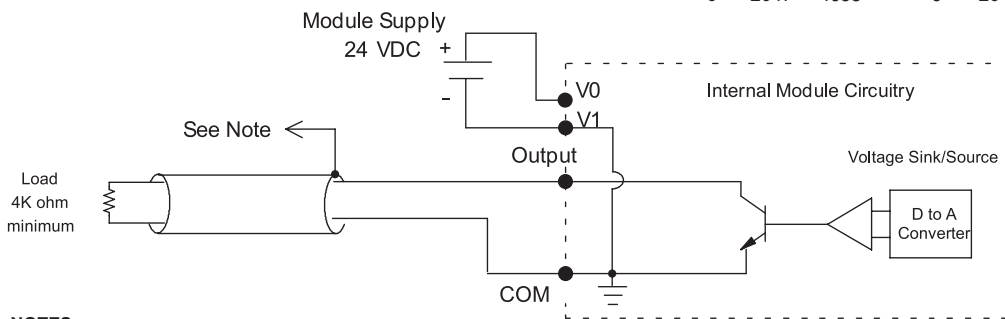 Module Supply
24 VDC
+
-
V0
V1
Internal Module Circuitry
See Note
Output
Voltage Sink/Source
Load
4K ohm
minimum
D to A
Converter
COM